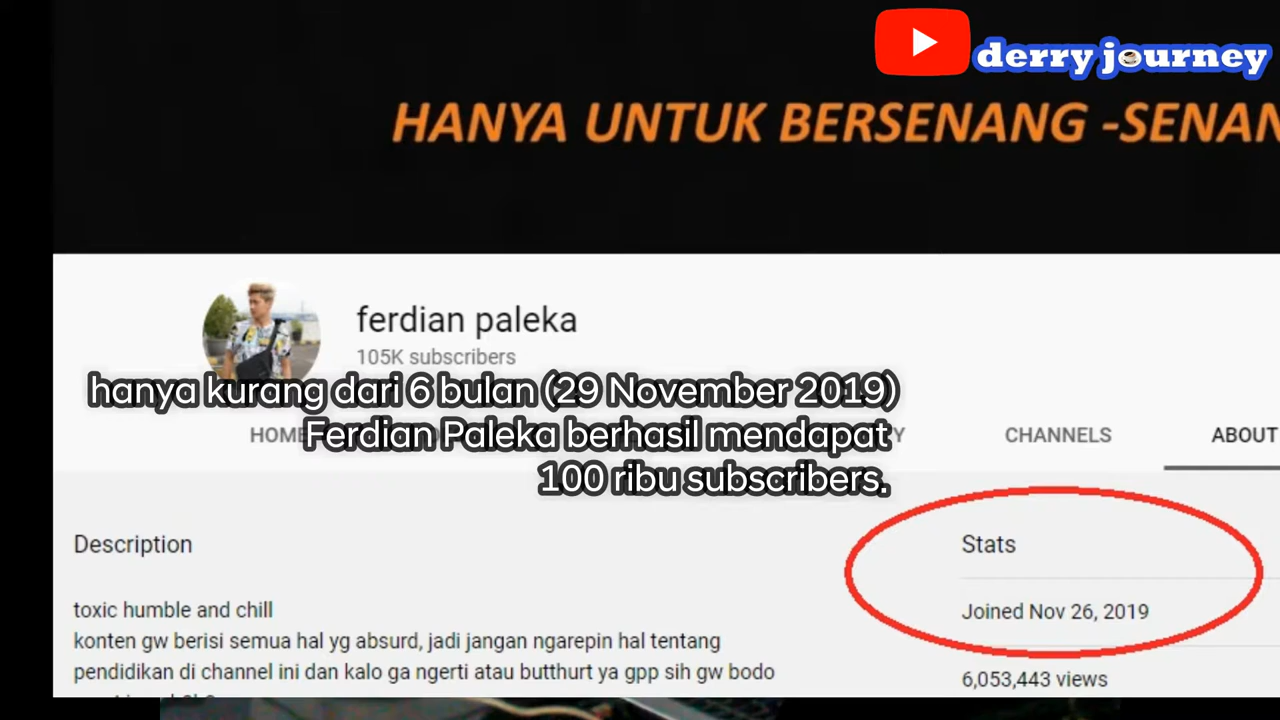 derry journey
HANYA UNTUK BERSENANG -SENAN
ferdian paleka
105K subscribers
hanya kurang dari 6 bulan (29 November 2019)
Ferdian Paleka berhasil mendapat
100 ribu subscribers.
CHANNELS
ABOUT
Description
Stats
toxic humble and chill
Joined Nov 26, 2019
konten gw berisi semua hal yg absurd, jadi jangan ngarepin hal tentang
pendidikan di channel ini dan kalo ga ngerti atau butthurt ya gpp sih gw bodo
6,053,443 views